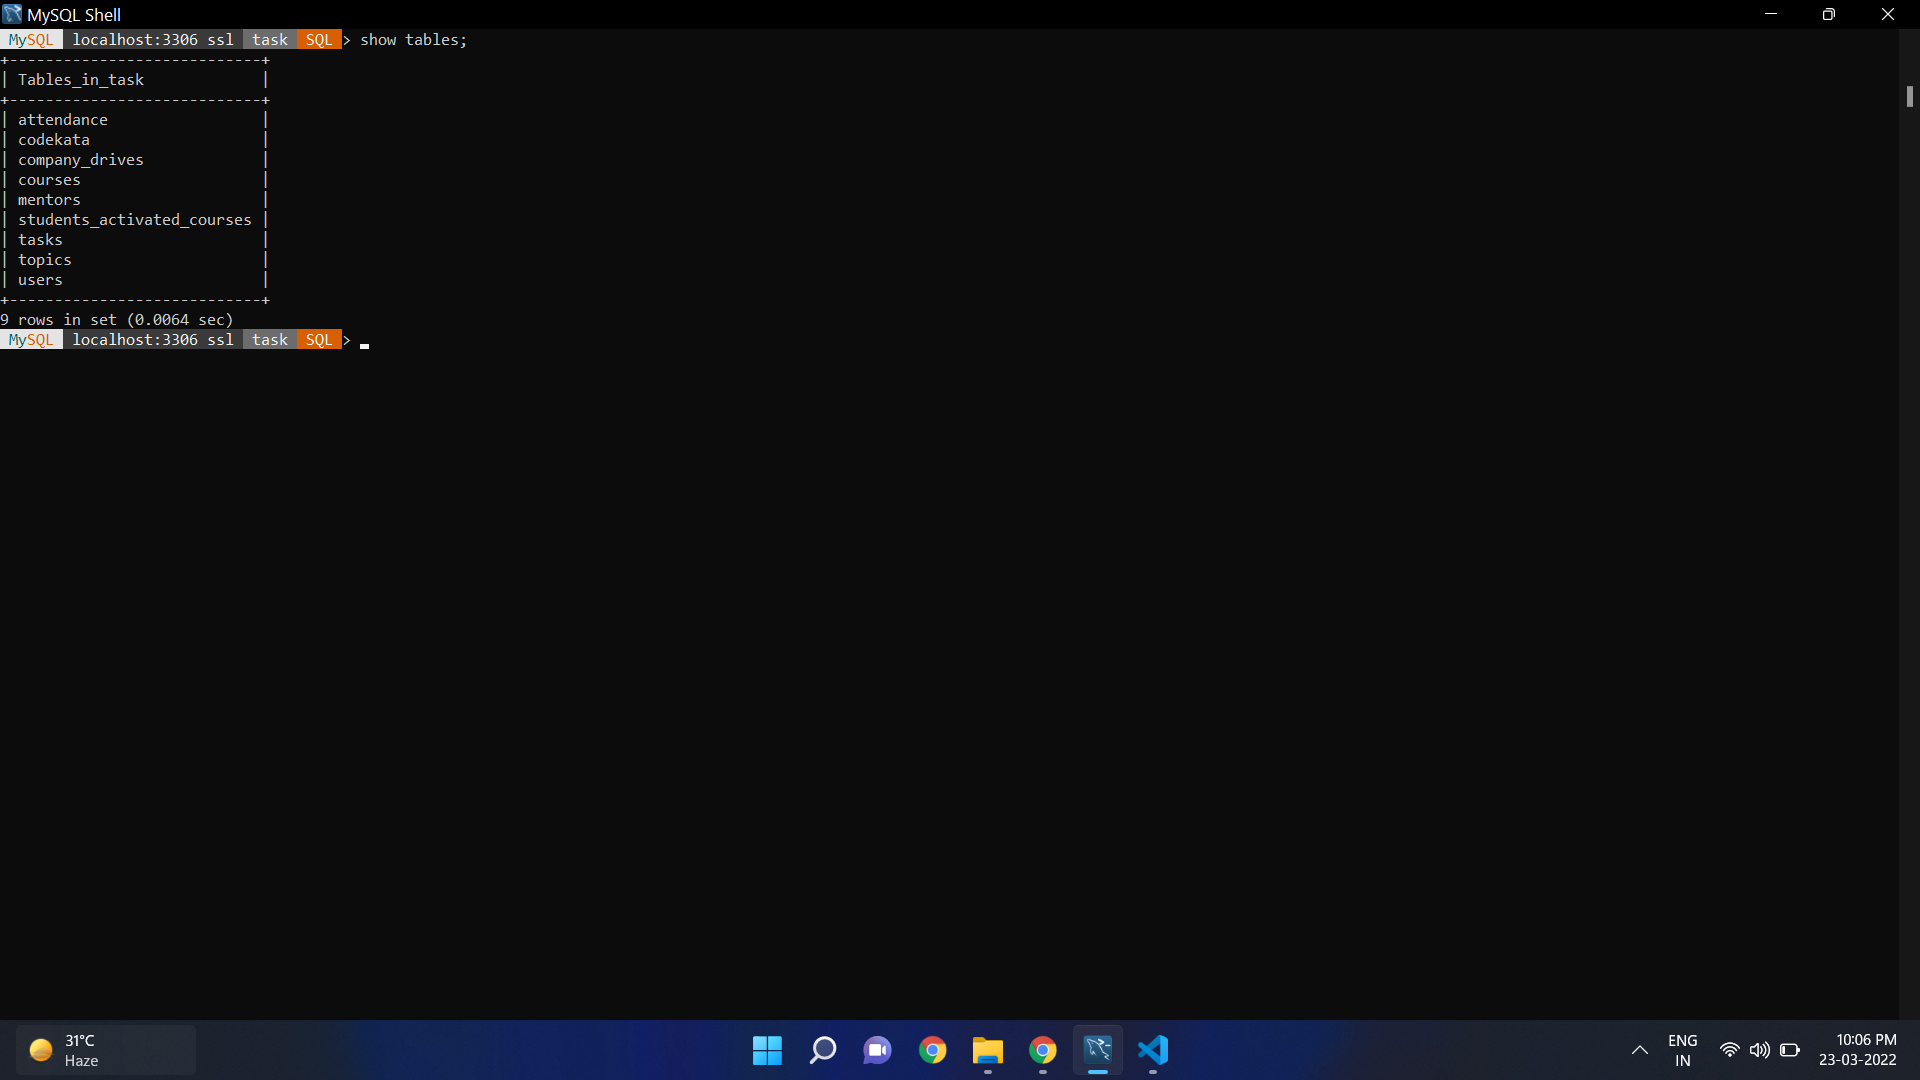 MySQL Shell
MySQL localhost:3306 ssl task SQL > show tables;
+----------------------------+
| Tables_in_task             |
+----------------------------+
| attendance                 |
| codekata                   |
| company_drives             |
| courses                    |
| mentors                    |
| students_activated_courses |
| tasks                      |
| topics                     |
| users                      |
+----------------------------+
9 rows in set (0.0064 sec)
MySQL localhost:3306 ssl task SQL > _
31°C
Haze
ENG
IN
10:06 PM
23-03-2022